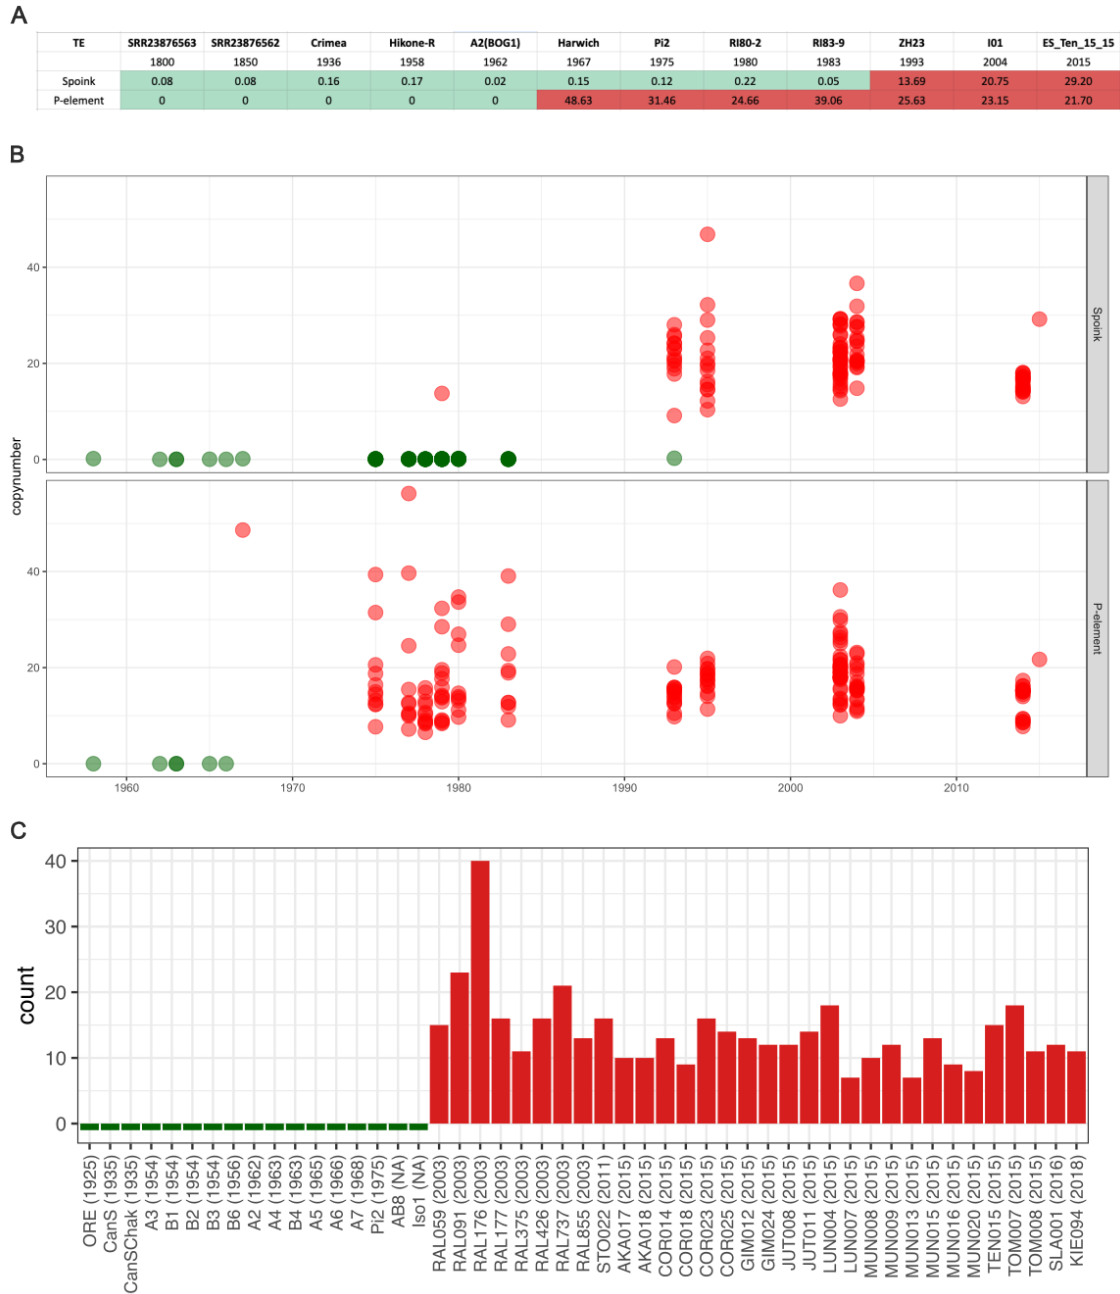 A
TE SRR23876563 SRR23876562 Crimea Hikone-R A2(BOG1) Harwich Pi2 RI80-2 RI83-9 ZH23 I01 ES_Ten_15_15
1800 1850 1936 1958 1962 1967 1975 1980 1983 1993 2004 2015
Spoink 0.08 0.08 0.16 0.17 0.02 0.15 0.12 0.22 0.05 13.69 20.75 29.20
P-element 0 0 0 0 0 48.63 31.46 24.66 39.06 25.63 23.15 21.70
B
copynumber
40
20
0
Spoink
40
20
0
P-element
1960 1970 1980 1990 2000 2010
C
count
40
30
20
10
0
ORE (1925)
CanS (1935)
CanSChak (1935)
A3 (1954)
B1 (1954)
B2 (1954)
B3 (1954)
B6 (1956)
A2 (1962)
A4 (1963)
B4 (1963)
A5 (1965)
A6 (1966)
A7 (1968)
Pi2 (1975)
AB8 (NA)
Iso1 (NA)
RAL059 (2003)
RAL091 (2003)
RAL176 (2003)
RAL177 (2003)
RAL375 (2003)
RAL426 (2003)
RAL737 (2003)
RAL855 (2003)
STO022 (2011)
AKA017 (2015)
AKA018 (2015)
COR014 (2015)
COR018 (2015)
COR023 (2015)
COR025 (2015)
GIM012 (2015)
GIM024 (2015)
JUT008 (2015)
JUT011 (2015)
LUN004 (2015)
LUN007 (2015)
MUN008 (2015)
MUN009 (2015)
MUN013 (2015)
MUN015 (2015)
MUN016 (2015)
MUN020 (2015)
TEN015 (2015)
TOM007 (2015)
TOM008 (2015)
SLA001 (2016)
KIE094 (2018)